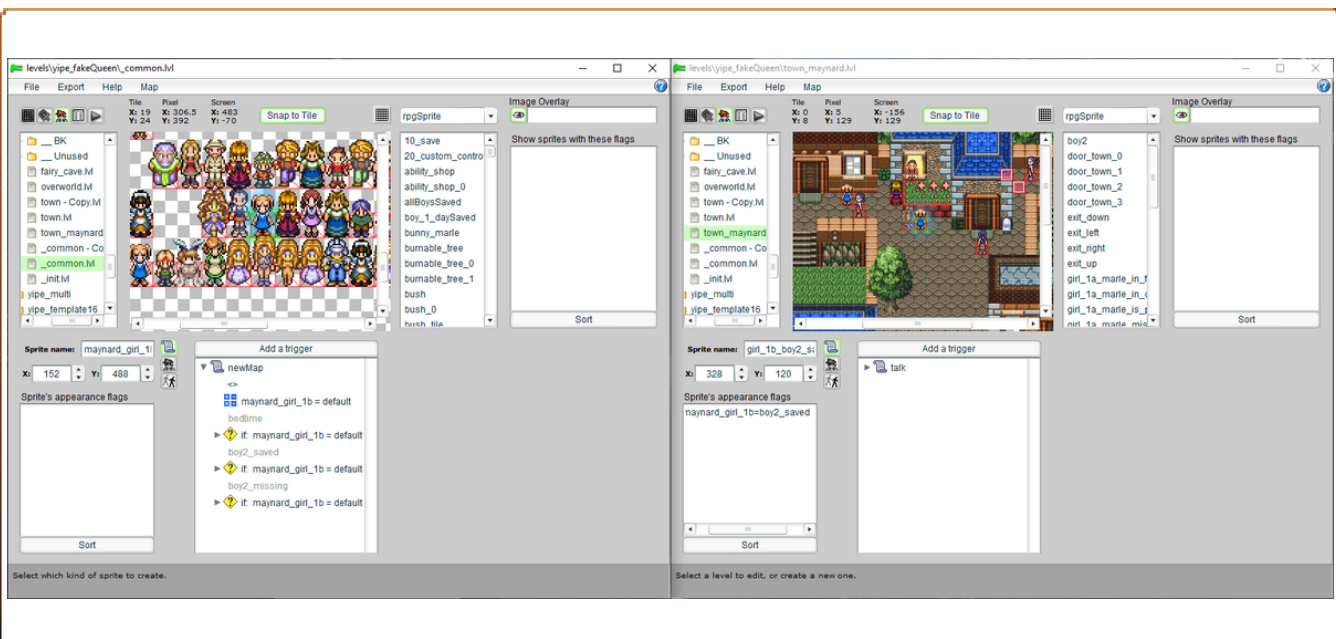 levels\yipe_fakeQueen\_common.lvl
File Export Help Map
Tile Pixel Screen
X: 19 X: 306.5 X: 483
Y: 24 Y: 392 Y: -70
Snap to Tile
rpgSprite
Image Overlay
Show sprites with these flags
__BK
__Unused
fairy_cave.lvl
overworld.lvl
town - Copy.lvl
town.lvl
town_maynard
_common - Co
_common.lvl
_init.lvl
yipe_multi
yipe_template16
10_save
20_custom_contro
ability_shop
ability_shop_0
allBoysSaved
boy_1_daySaved
bunny_marle
burnable_tree
burnable_tree_0
burnable_tree_1
bush
bush_0
bush_tile
Sort
Sprite name: maynard_girl_1l
X: 152 Y: 488
Sprite's appearance flags
Sort
Add a trigger
newMap
<>
maynard_girl_1b = default
bedtime
if: maynard_girl_1b = default
boy2_saved
if: maynard_girl_1b = default
boy2_missing
if: maynard_girl_1b = default
Select which kind of sprite to create.
levels\yipe_fakeQueen\town_maynard.lvl
File Export Help Map
Tile Pixel Screen
X: 0 X: 5 X: -156
Y: 8 Y: 129 Y: 129
Snap to Tile
rpgSprite
Image Overlay
Show sprites with these flags
__BK
__Unused
fairy_cave.lvl
overworld.lvl
town - Copy.lvl
town.lvl
town_maynard
_common - Co
_common.lvl
_init.lvl
yipe_multi
yipe_template16
boy2
door_town_0
door_town_1
door_town_2
door_town_3
exit_down
exit_left
exit_right
exit_up
girl_1a_marle_in_f
girl_1a_marle_in_c
girl_1a_marle_is_p
girl_1a_marle_mis
Sort
Sprite name: girl_1b_boy2_sa
X: 328 Y: 120
Sprite's appearance flags
maynard_girl_1b=boy2_saved
Sort
Add a trigger
talk
Select a level to edit, or create a new one.